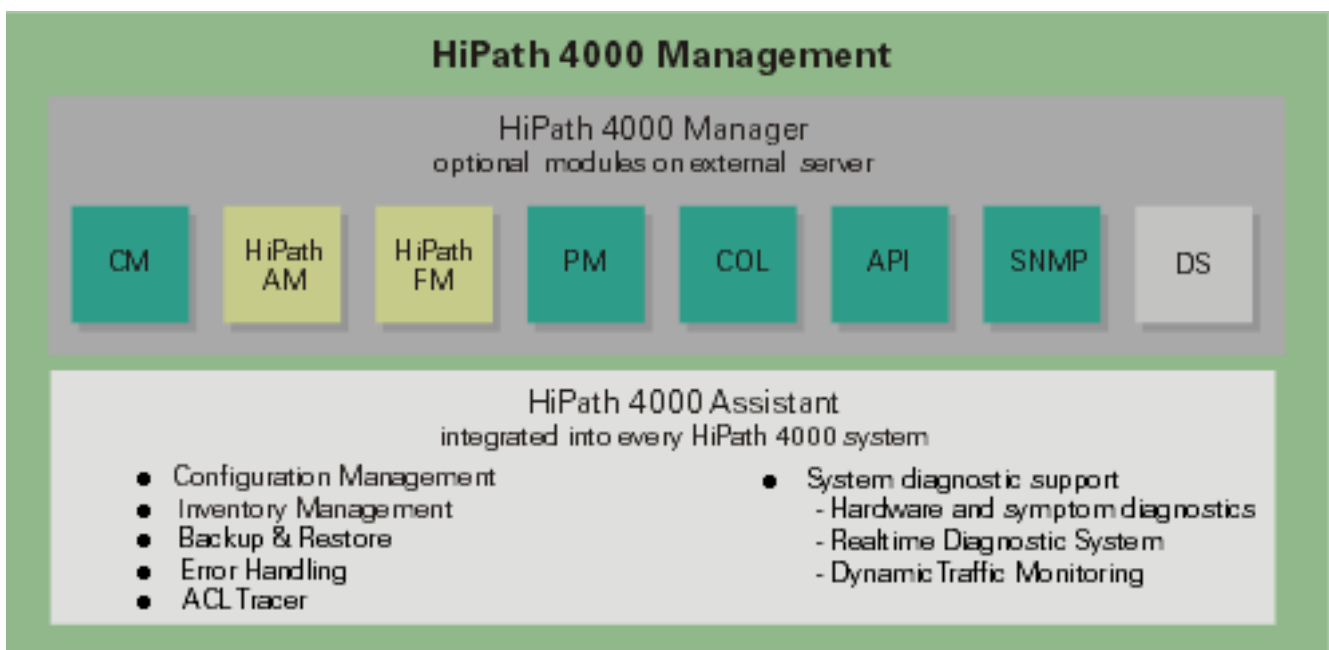 HiPath 4000 Management
HiPath 4000 Manager
optional modules on external server
CM
HiPath
AM
HiPath
FM
PM
COL
API
SNMP
DS
HiPath 4000 Assistant
integrated into every HiPath 4000 system
● Configuration Management
● Inventory Management
● Backup & Restore
● Error Handling
● ACL Tracer
● System diagnostic support
- Hardware and symptom diagnostics
- Realtime Diagnostic System
- Dynamic Traffic Monitoring